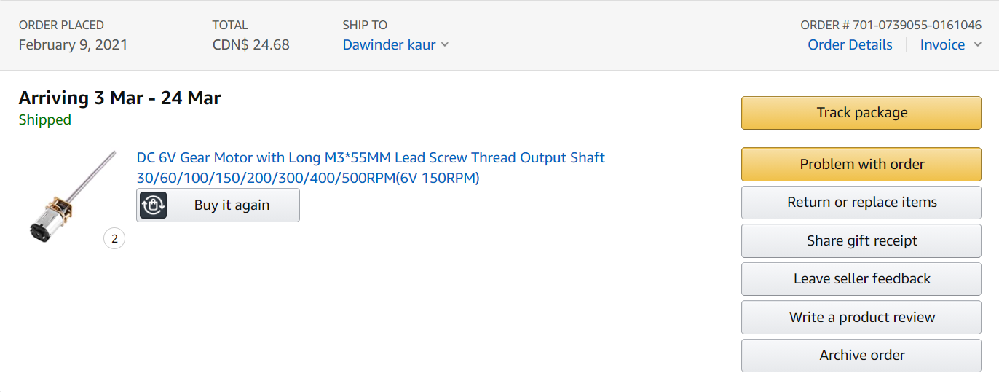 ORDER PLACED
February 9, 2021
TOTAL
CDN$ 24.68
SHIP TO
Dawinder kaur
ORDER # 701-0739055-0161046
Order Details
Invoice
Arriving 3 Mar - 24 Mar
Shipped
DC 6V Gear Motor with Long M3*55MM Lead Screw Thread Output Shaft
30/60/100/150/200/300/400/500RPM(6V 150RPM)
Buy it again
2
Track package
Problem with order
Return or replace items
Share gift receipt
Leave seller feedback
Write a product review
Archive order